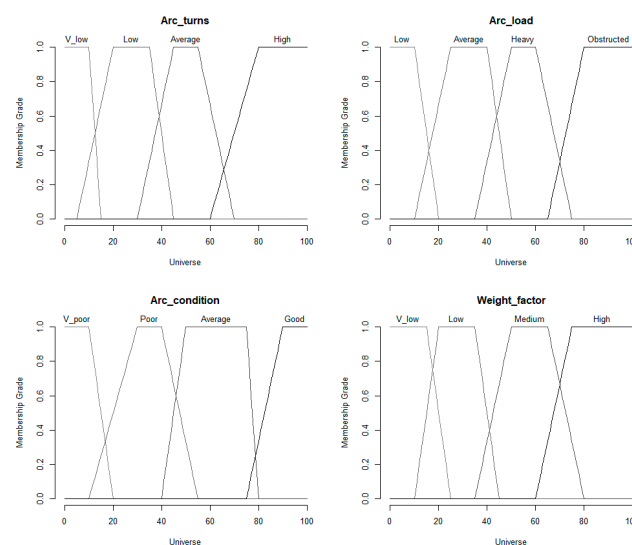 Arc_turns
V_low Low Average High
Membership Grade
0.0 0.2 0.4 0.6 0.8 1.0
0 20 40 60 80 100
Universe
Arc_load
Low Average Heavy Obstructed
Membership Grade
0.0 0.2 0.4 0.6 0.8 1.0
0 20 40 60 80 100
Universe
Arc_condition
V_poor Poor Average Good
Membership Grade
0.0 0.2 0.4 0.6 0.8 1.0
0 20 40 60 80 100
Universe
Weight_factor
V_low Low Medium High
Membership Grade
0.0 0.2 0.4 0.6 0.8 1.0
0 20 40 60 80 100
Universe